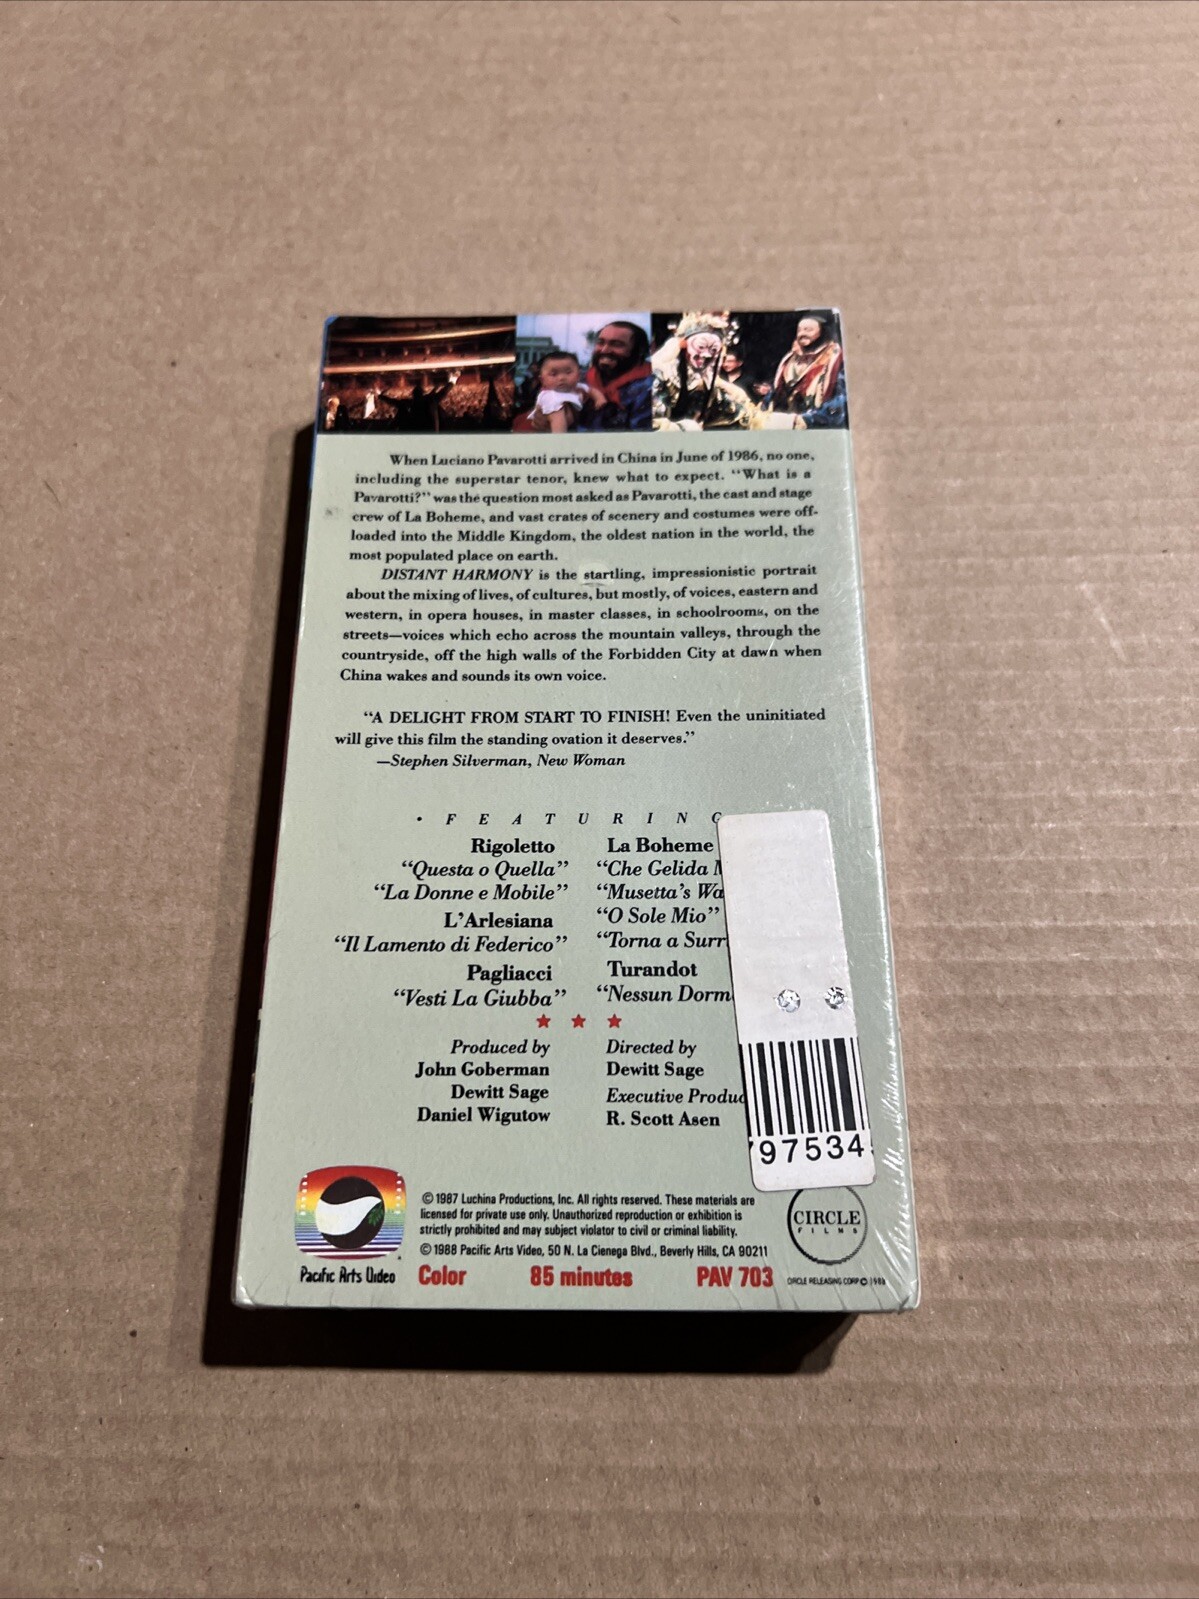 When Luciano Pavarotti arrived in China in June of 1986, no one,
including the superstar tenor, knew what to expect. "What is a
Pavarotti?" was the question most asked as Pavarotti, the cast and stage
crew of La Boheme, and vast crates of scenery and costumes were off-
loaded into the Middle Kingdom, the oldest nation in the world, the
most populated place on earth.
DISTANT HARMONY is the startling, impressionistic portrait
about the mixing of lives, of cultures, but mostly, of voices, eastern and
western, in opera houses, in master classes, in schoolrooms, on the
streets—voices which echo across the mountain valleys, through the
countryside, off the high walls of the Forbidden City at dawn when
China wakes and sounds its own voice.
"A DELIGHT FROM START TO FINISH! Even the uninitiated
will give this film the standing ovation it deserves."
—Stephen Silverman, New Woman
• F E A T U R I N G
Rigoletto
"Questa o Quella"
"La Donne e Mobile"
L'Arlesiana
"Il Lamento di Federico"
Pagliacci
"Vesti La Giubba"
La Boheme
"Che Gelida M
"Musetta's Wa
"O Sole Mio"
"Torna a Surr
Turandot
"Nessun Dorm
Produced by
John Goberman
Dewitt Sage
Daniel Wigutow
Directed by
Dewitt Sage
Executive Produc
R. Scott Asen
797534
© 1987 Luchina Productions, Inc. All rights reserved. These materials are
licensed for private use only. Unauthorized reproduction or exhibition is
strictly prohibited and may subject violator to civil or criminal liability.
© 1988 Pacific Arts Video, 50 N. La Cienega Blvd., Beverly Hills, CA 90211
Pacific Arts Video
Color 85 minutes PAV 703
CIRCLE
FILMS
CIRCLE RELEASING CORP © 1988